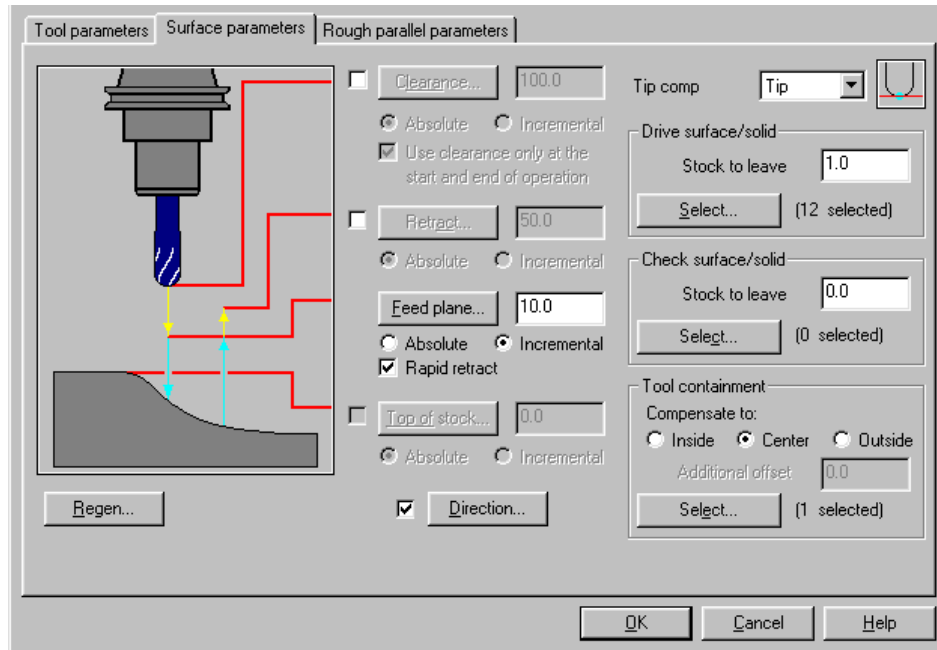 Tool parameters Surface parameters Rough parallel parameters
Clearance... 100.0
Absolute Incremental
Use clearance only at the
start and end of operation
Retract... 50.0
Absolute Incremental
Feed plane... 10.0
Absolute Incremental
Rapid retract
Top of stock... 0.0
Absolute Incremental
Regen...
Direction...
Tip comp Tip
Drive surface/solid
Stock to leave 1.0
Select... (12 selected)
Check surface/solid
Stock to leave 0.0
Select... (0 selected)
Tool containment
Compensate to:
Inside Center Outside
Additional offset 0.0
Select... (1 selected)
OK Cancel Help